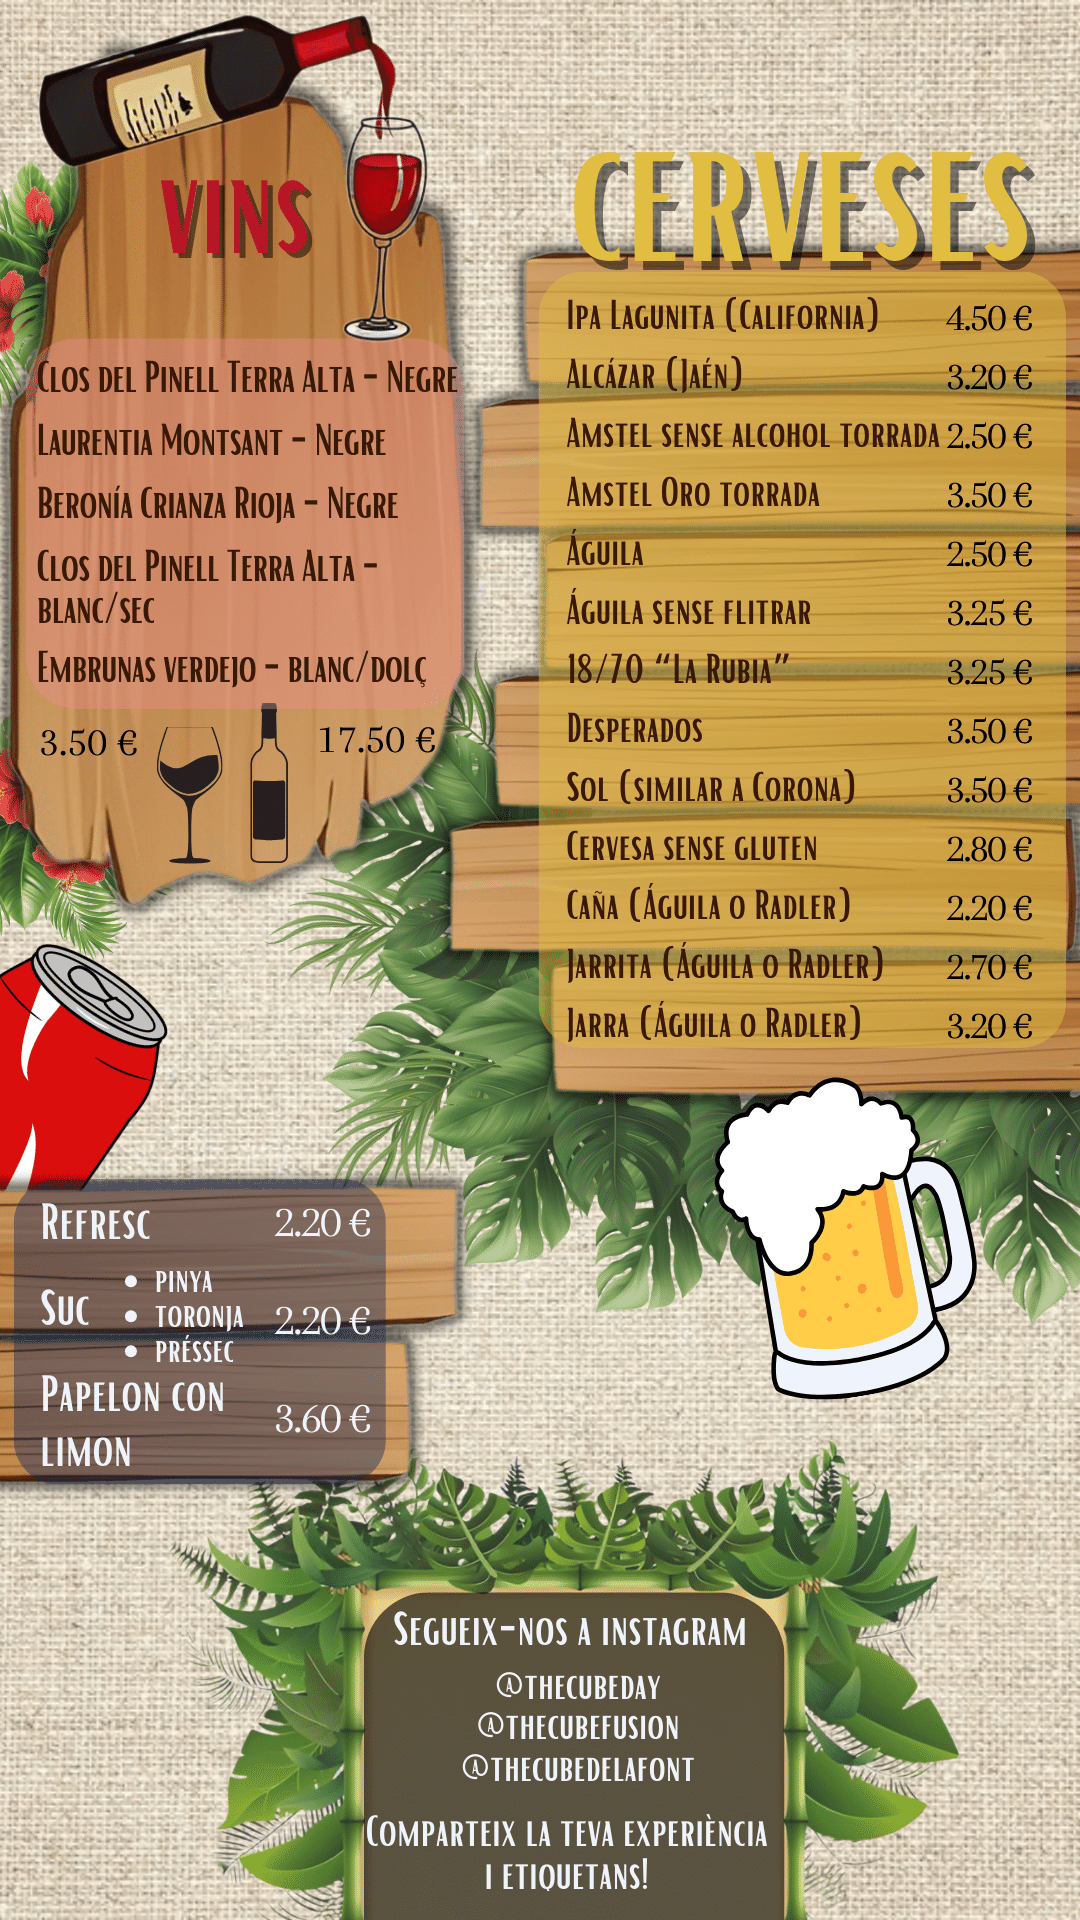 VINS
Clos del Pinell Terra Alta - Negre
Laurentia Montsant - Negre
Beronía Crianza Rioja - Negre
Clos del Pinell Terra Alta -
blanc/sec
Embrunas verdejo - blanc/dolç
3.50 €
17.50 €
CERVESES
Ipa Lagunita (California) 4.50 €
Alcázar (Jaén) 3.20 €
Amstel sense alcohol torrada 2.50 €
Amstel Oro torrada 3.50 €
Águila 2.50 €
Águila sense flitrar 3.25 €
18/70 “La Rubia” 3.25 €
Desperados 3.50 €
Sol (similar a Corona) 3.50 €
Cervesa sense gluten 2.80 €
Caña (Águila o Radler) 2.20 €
Jarrita (Águila o Radler) 2.70 €
Jarra (Águila o Radler) 3.20 €
Refresc 2.20 €
• pinya
Suc • toronja 2.20 €
• préssec
Papelon con
limon 3.60 €
Segueix-nos a instagram
@thecubeday
@thecubefusion
@thecubedelafont
Comparteix la teva experiència
i etiquetans!